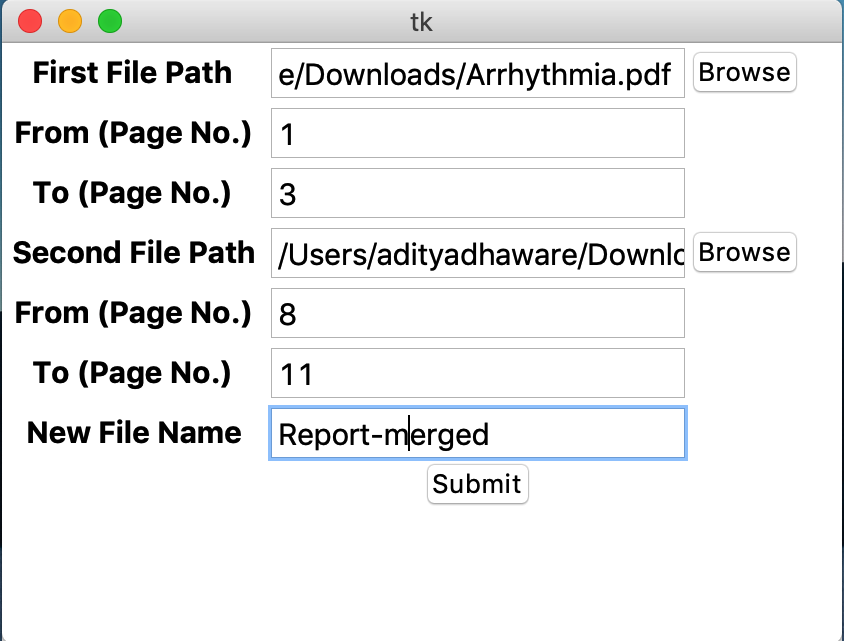 tk
First File Path e/Downloads/Arrhythmia.pdf Browse
From (Page No.) 1
To (Page No.) 3
Second File Path /Users/adityadhaware/Downlo Browse
From (Page No.) 8
To (Page No.) 11
New File Name Report-merged
Submit